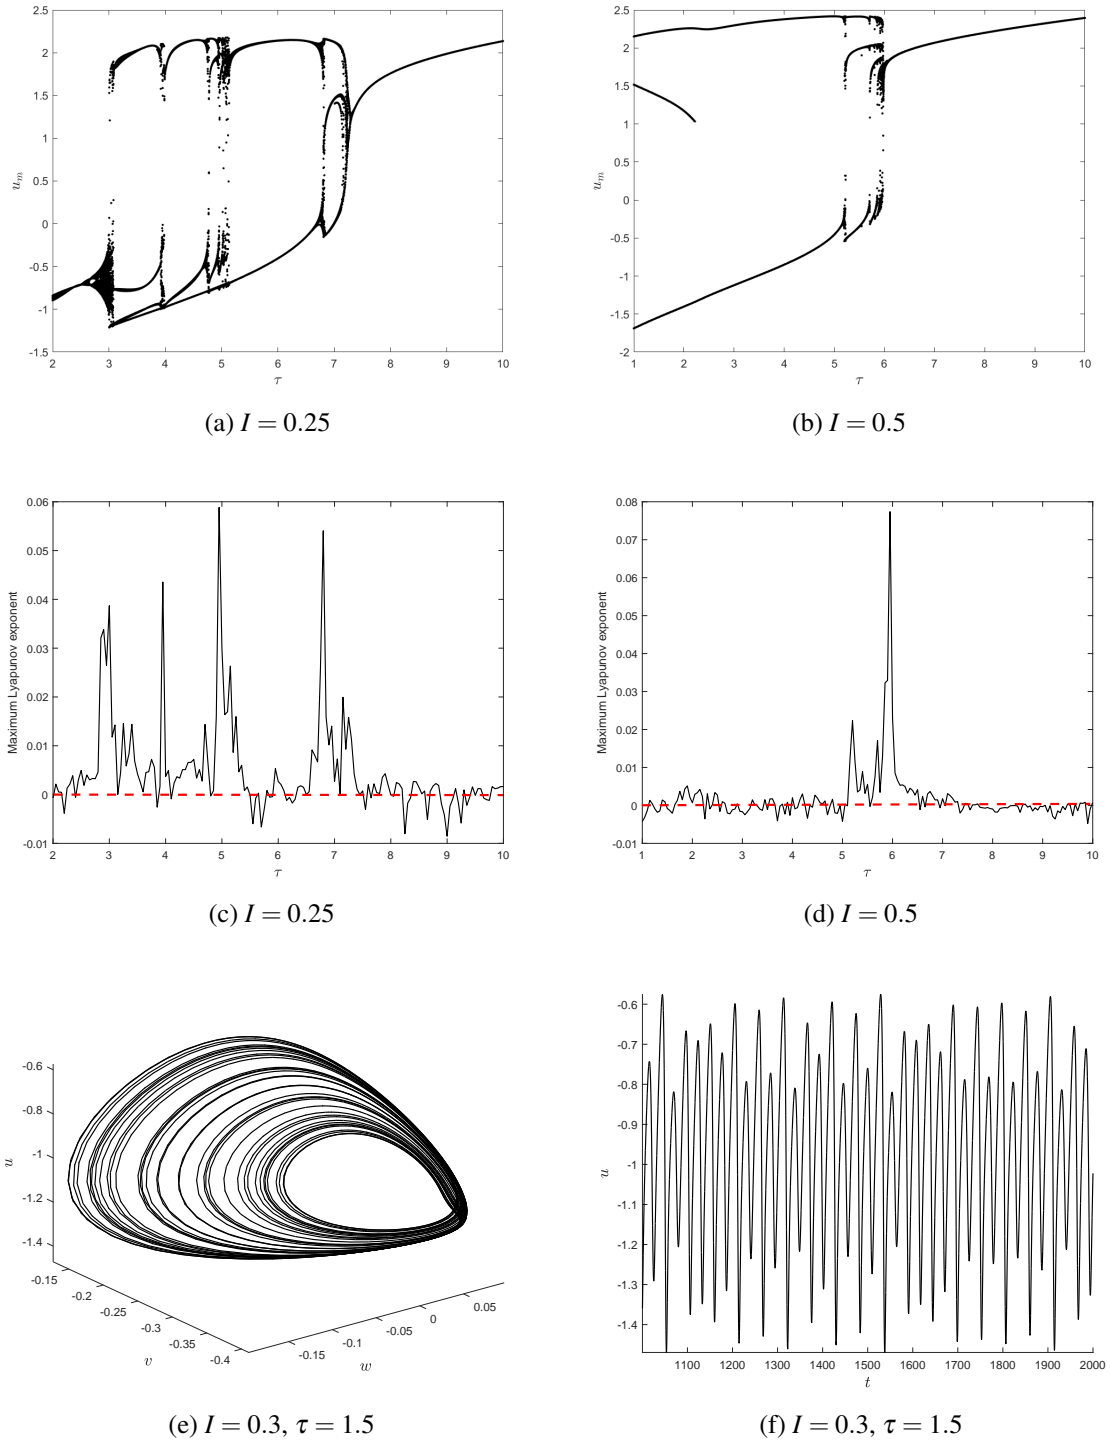 2.5
2
1.5
1
0.5
0
-0.5
-1
-1.5
u_m
2 3 4 5 6 7 8 9 10
τ
(a) I = 0.25
2.5
2
1.5
1
0.5
0
-0.5
-1
-1.5
-2
u_m
1 2 3 4 5 6 7 8 9 10
τ
(b) I = 0.5
0.06
0.05
0.04
0.03
0.02
0.01
0
-0.01
Maximum Lyapunov exponent
2 3 4 5 6 7 8 9 10
τ
(c) I = 0.25
0.08
0.07
0.06
0.05
0.04
0.03
0.02
0.01
0
-0.01
Maximum Lyapunov exponent
1 2 3 4 5 6 7 8 9 10
τ
(d) I = 0.5
-0.6
-0.8
-1
-1.2
-1.4
u
-0.15
-0.2
-0.25
-0.3
-0.35
-0.4
v
-0.15
-0.1
-0.05
0
0.05
w
(e) I = 0.3, τ = 1.5
-0.6
-0.7
-0.8
-0.9
-1
-1.1
-1.2
-1.3
-1.4
u
1100 1200 1300 1400 1500 1600 1700 1800 1900 2000
t
(f) I = 0.3, τ = 1.5